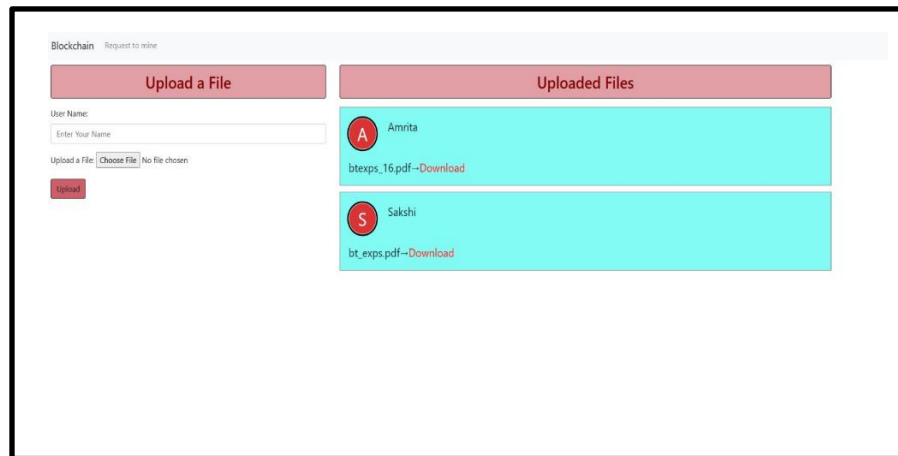 Blockchain Request to mine
Upload a File
User Name:
Enter Your Name
Upload a File: Choose File No file chosen
Upload
Uploaded Files
A Amrita
btexps_16.pdf→Download
S Sakshi
bt_exps.pdf→Download